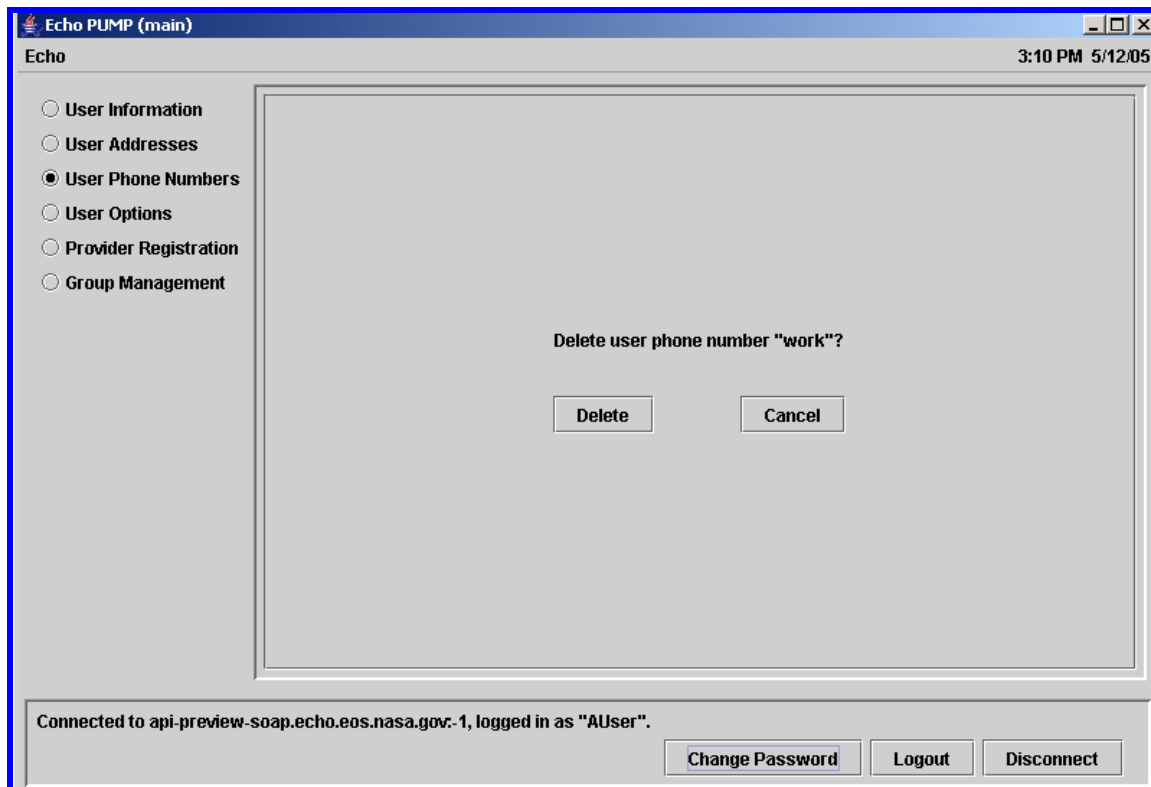 Echo PUMP (main)
Echo 3:10 PM 5/12/05
User Information
User Addresses
User Phone Numbers
User Options
Provider Registration
Group Management
Delete user phone number "work"?
Delete Cancel
Connected to api-preview-soap.echo.eos.nasa.gov:-1, logged in as "AUser".
Change Password Logout Disconnect